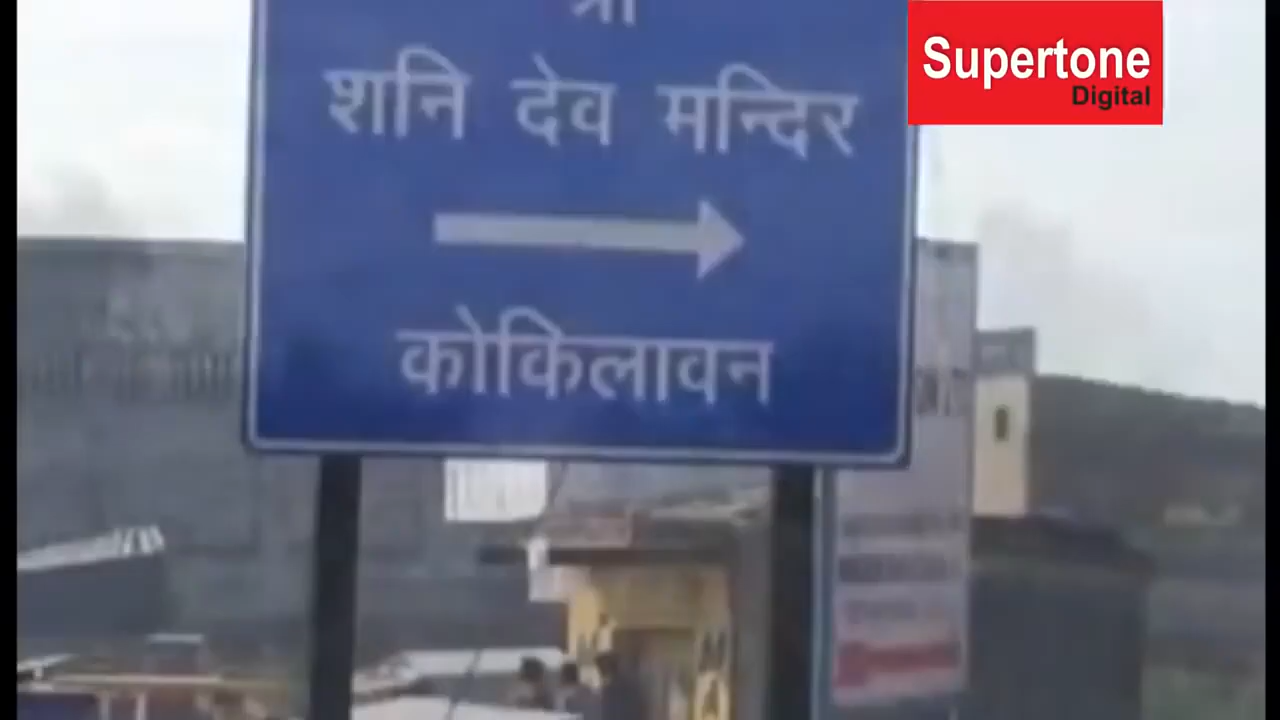 श्री
शनि देव मन्दिर
कोकिलावन
Supertone
Digital